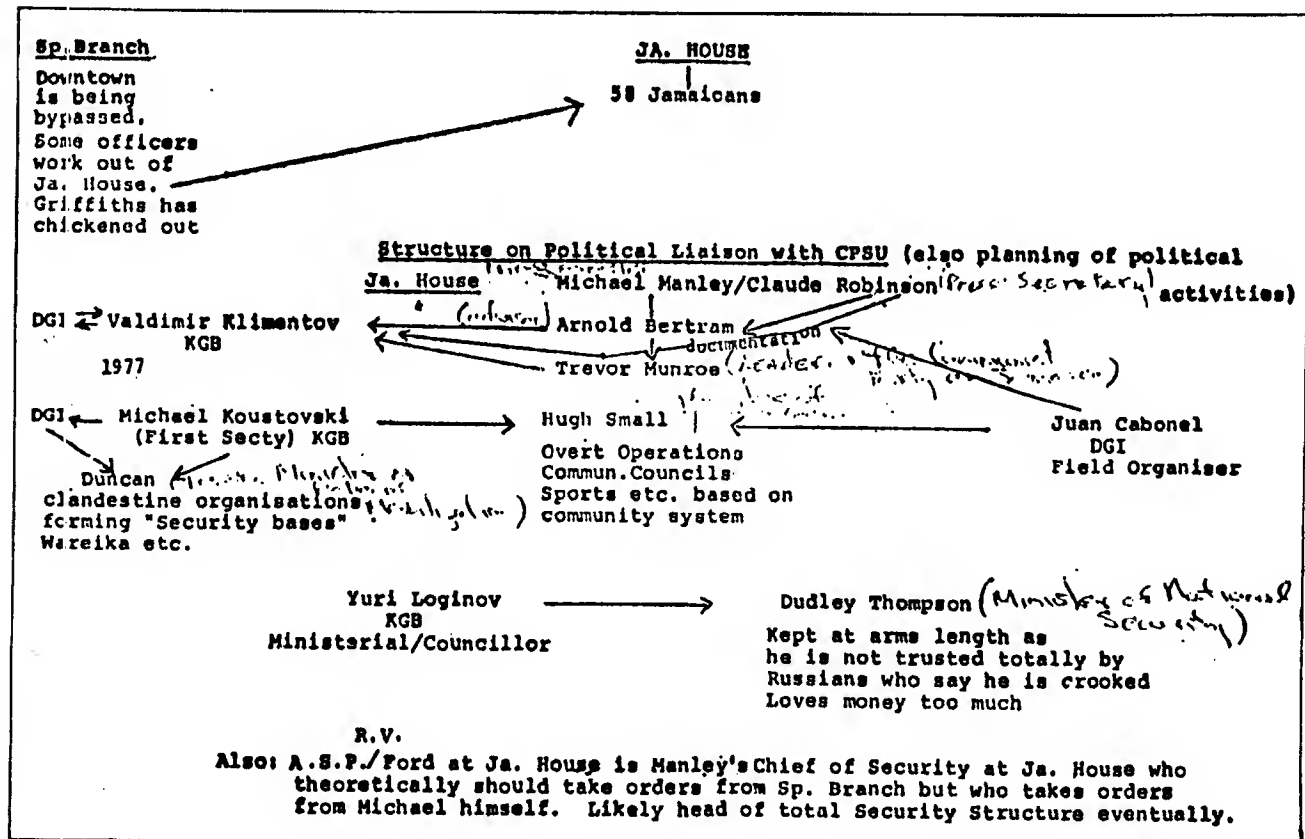 Sp. Branch
Downtown
is being
bypassed.
Some officers
work out of
Ja. House.
Griffiths has
chickened out
JA. HOUSE
58 Jamaicans
Structure on Political Liaison with CPSU (also planning of political
activities)
Ja. House
Michael Manley/Claude Robinson (Press Secretary)
DGI Valdimir Klimentov
KGB
1977
Arnold Bertram
documentation
Trevor Munroe (Leader of the
DGI Michael Koustovski
(First Secty) KGB
Hugh Small
Overt Operations
Commun.Councils
Sports etc. based on
community system
Juan Cabonel
DGI
Field Organiser
Duncan
clandestine organisations
forming "Security bases"
Wareika etc.
Yuri Loginov
KGB
Ministerial/Councillor
Dudley Thompson (Minister of National
Security)
Kept at arms length as
he is not trusted totally by
Russians who say he is crooked
Loves money too much
R.V.
Also: A.S.P./Ford at Ja. House is Manley's Chief of Security at Ja. House who
theoretically should take orders from Sp. Branch but who takes orders
from Michael himself. Likely head of total Security Structure eventually.